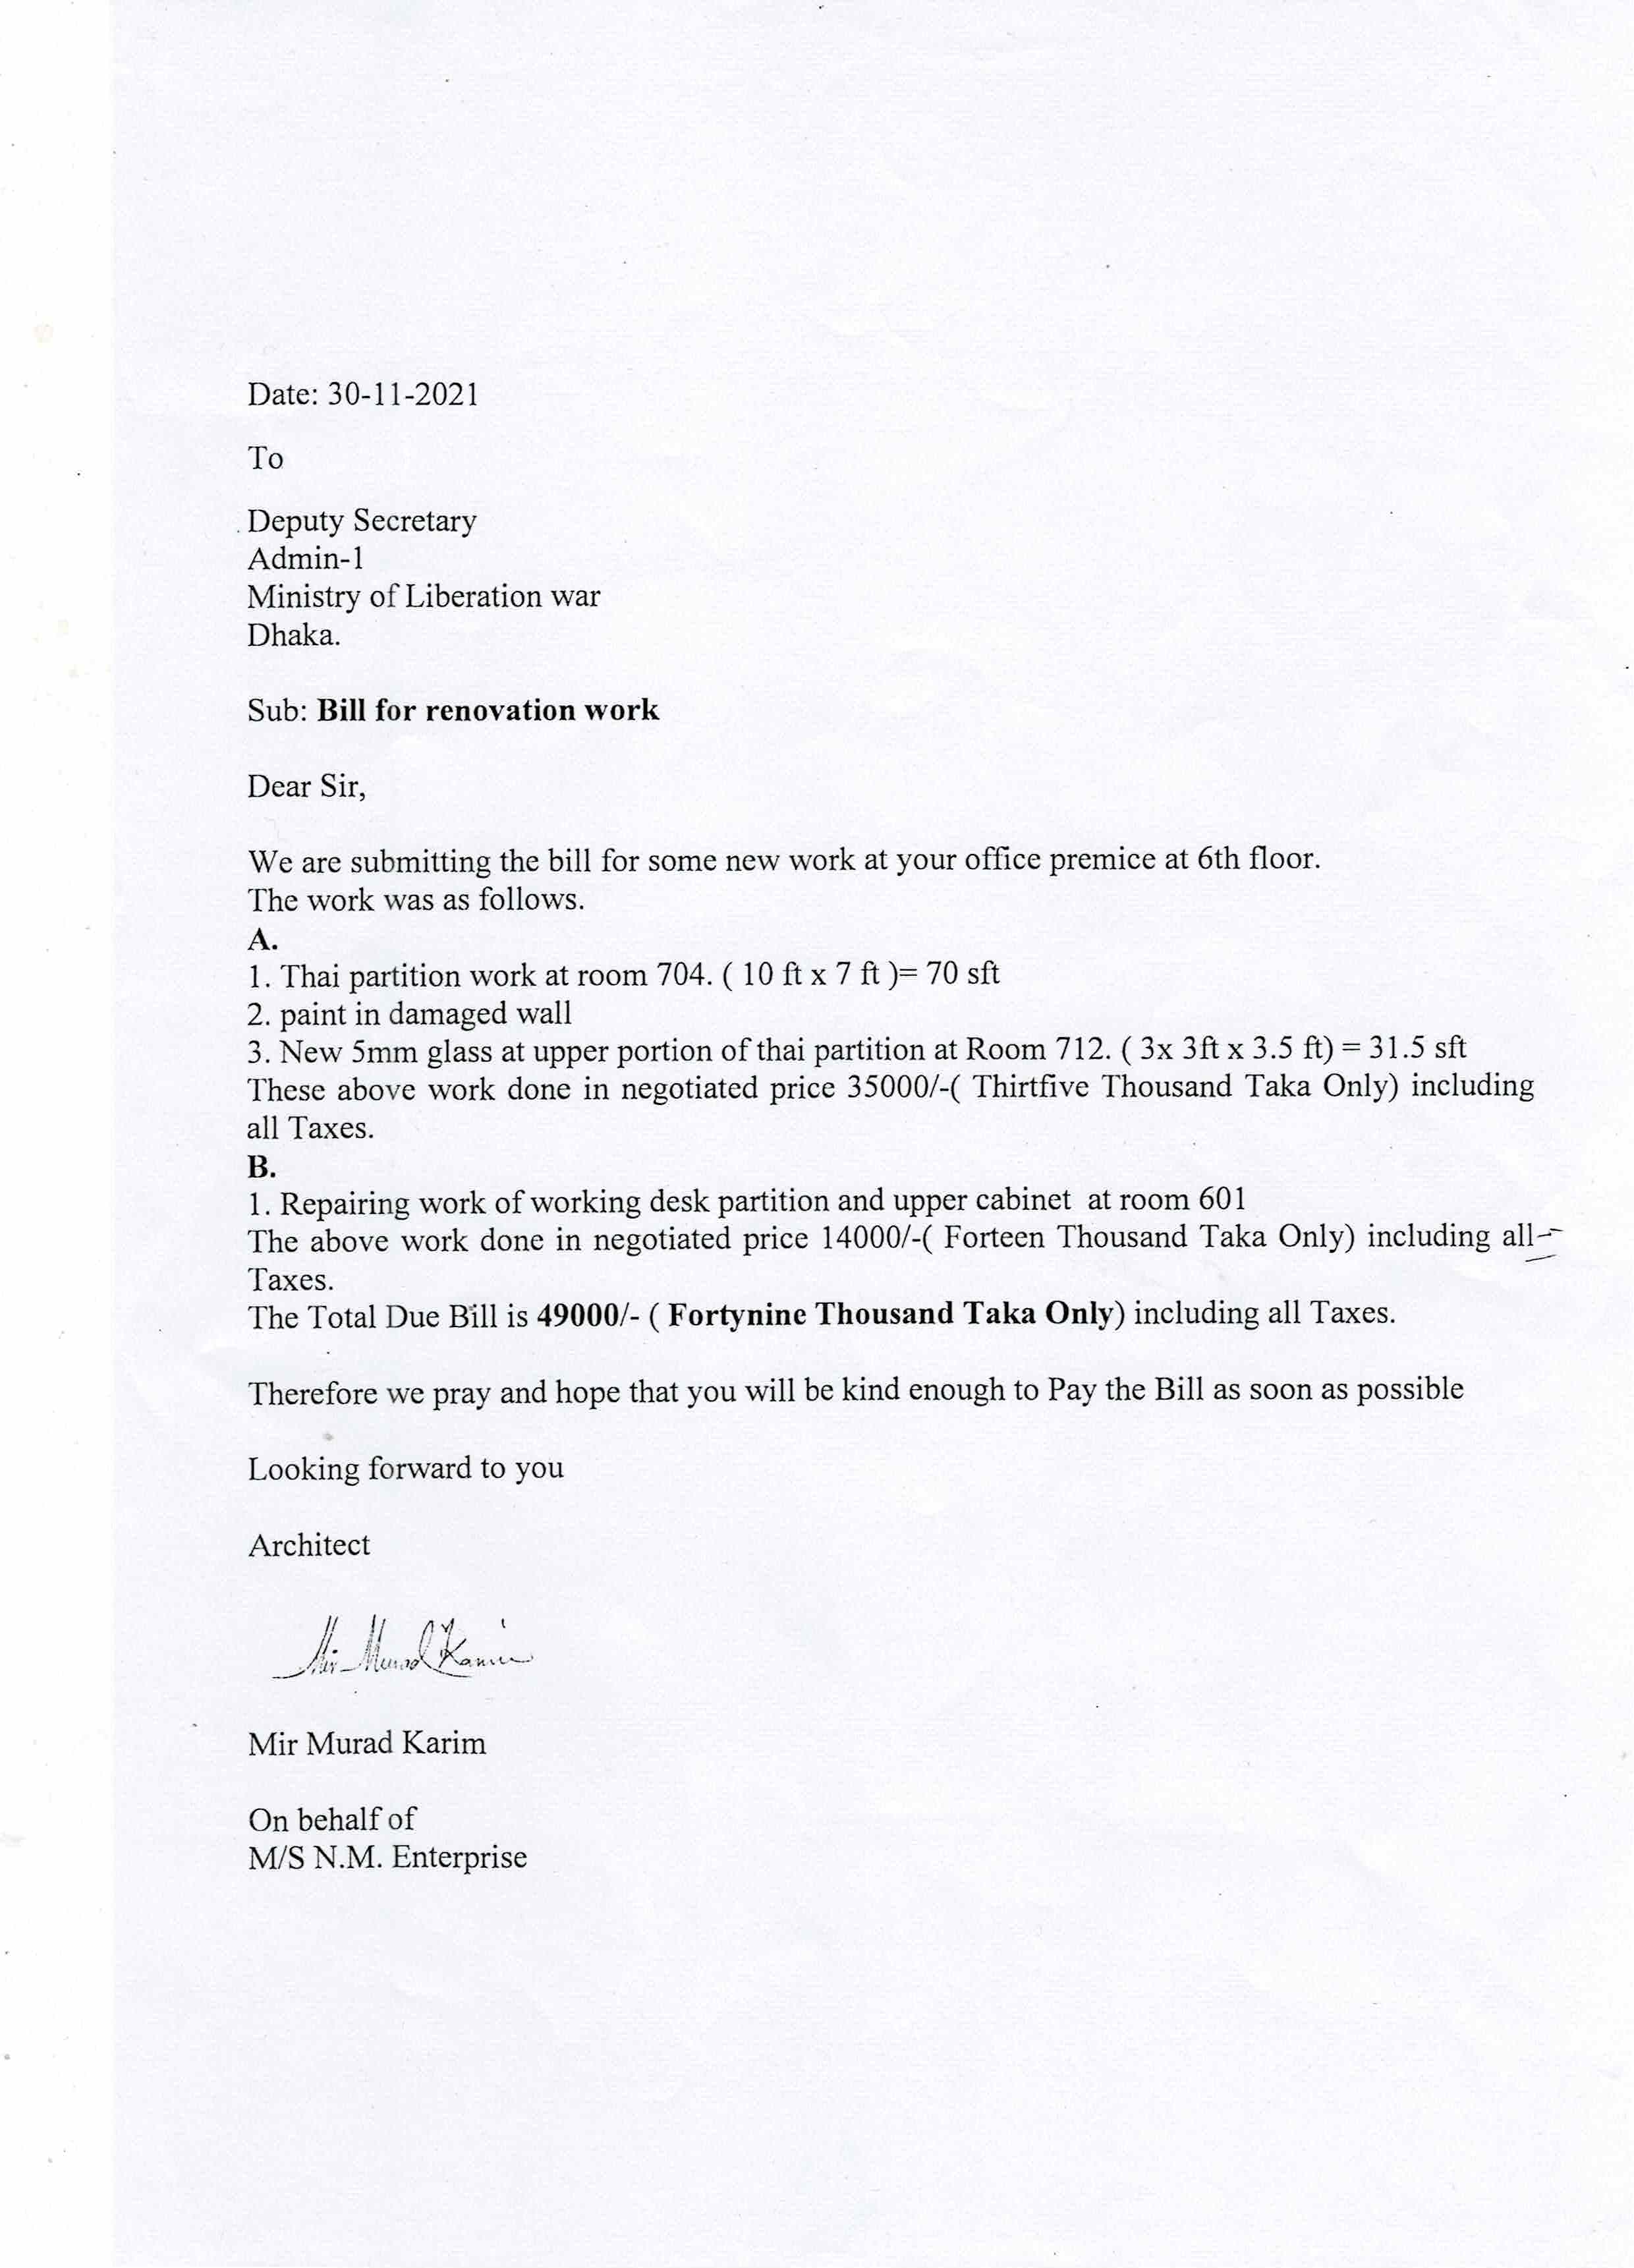 Date: 30-11-2021
To
Deputy Secretary
Admin-1
Ministry of Liberation war
Dhaka.
Sub: Bill for renovation work
Dear Sir,
We are submitting the bill for some new work at your office premice at 6th floor.
The work was as follows.
A.
1. Thai partition work at room 704. ( 10 ft x 7 ft )= 70 sft
2. paint in damaged wall
3. New 5mm glass at upper portion of thai partition at Room 712. ( 3x 3ft x 3.5 ft) = 31.5 sft
These above work done in negotiated price 35000/-( Thirtfive Thousand Taka Only) including
all Taxes.
B.
1. Repairing work of working desk partition and upper cabinet at room 601
The above work done in negotiated price 14000/-( Forteen Thousand Taka Only) including all
Taxes.
The Total Due Bill is 49000/- ( Fortynine Thousand Taka Only) including all Taxes.
Therefore we pray and hope that you will be kind enough to Pay the Bill as soon as possible
Looking forward to you
Architect
Mir Murad Karim
Mir Murad Karim
On behalf of
M/S N.M. Enterprise